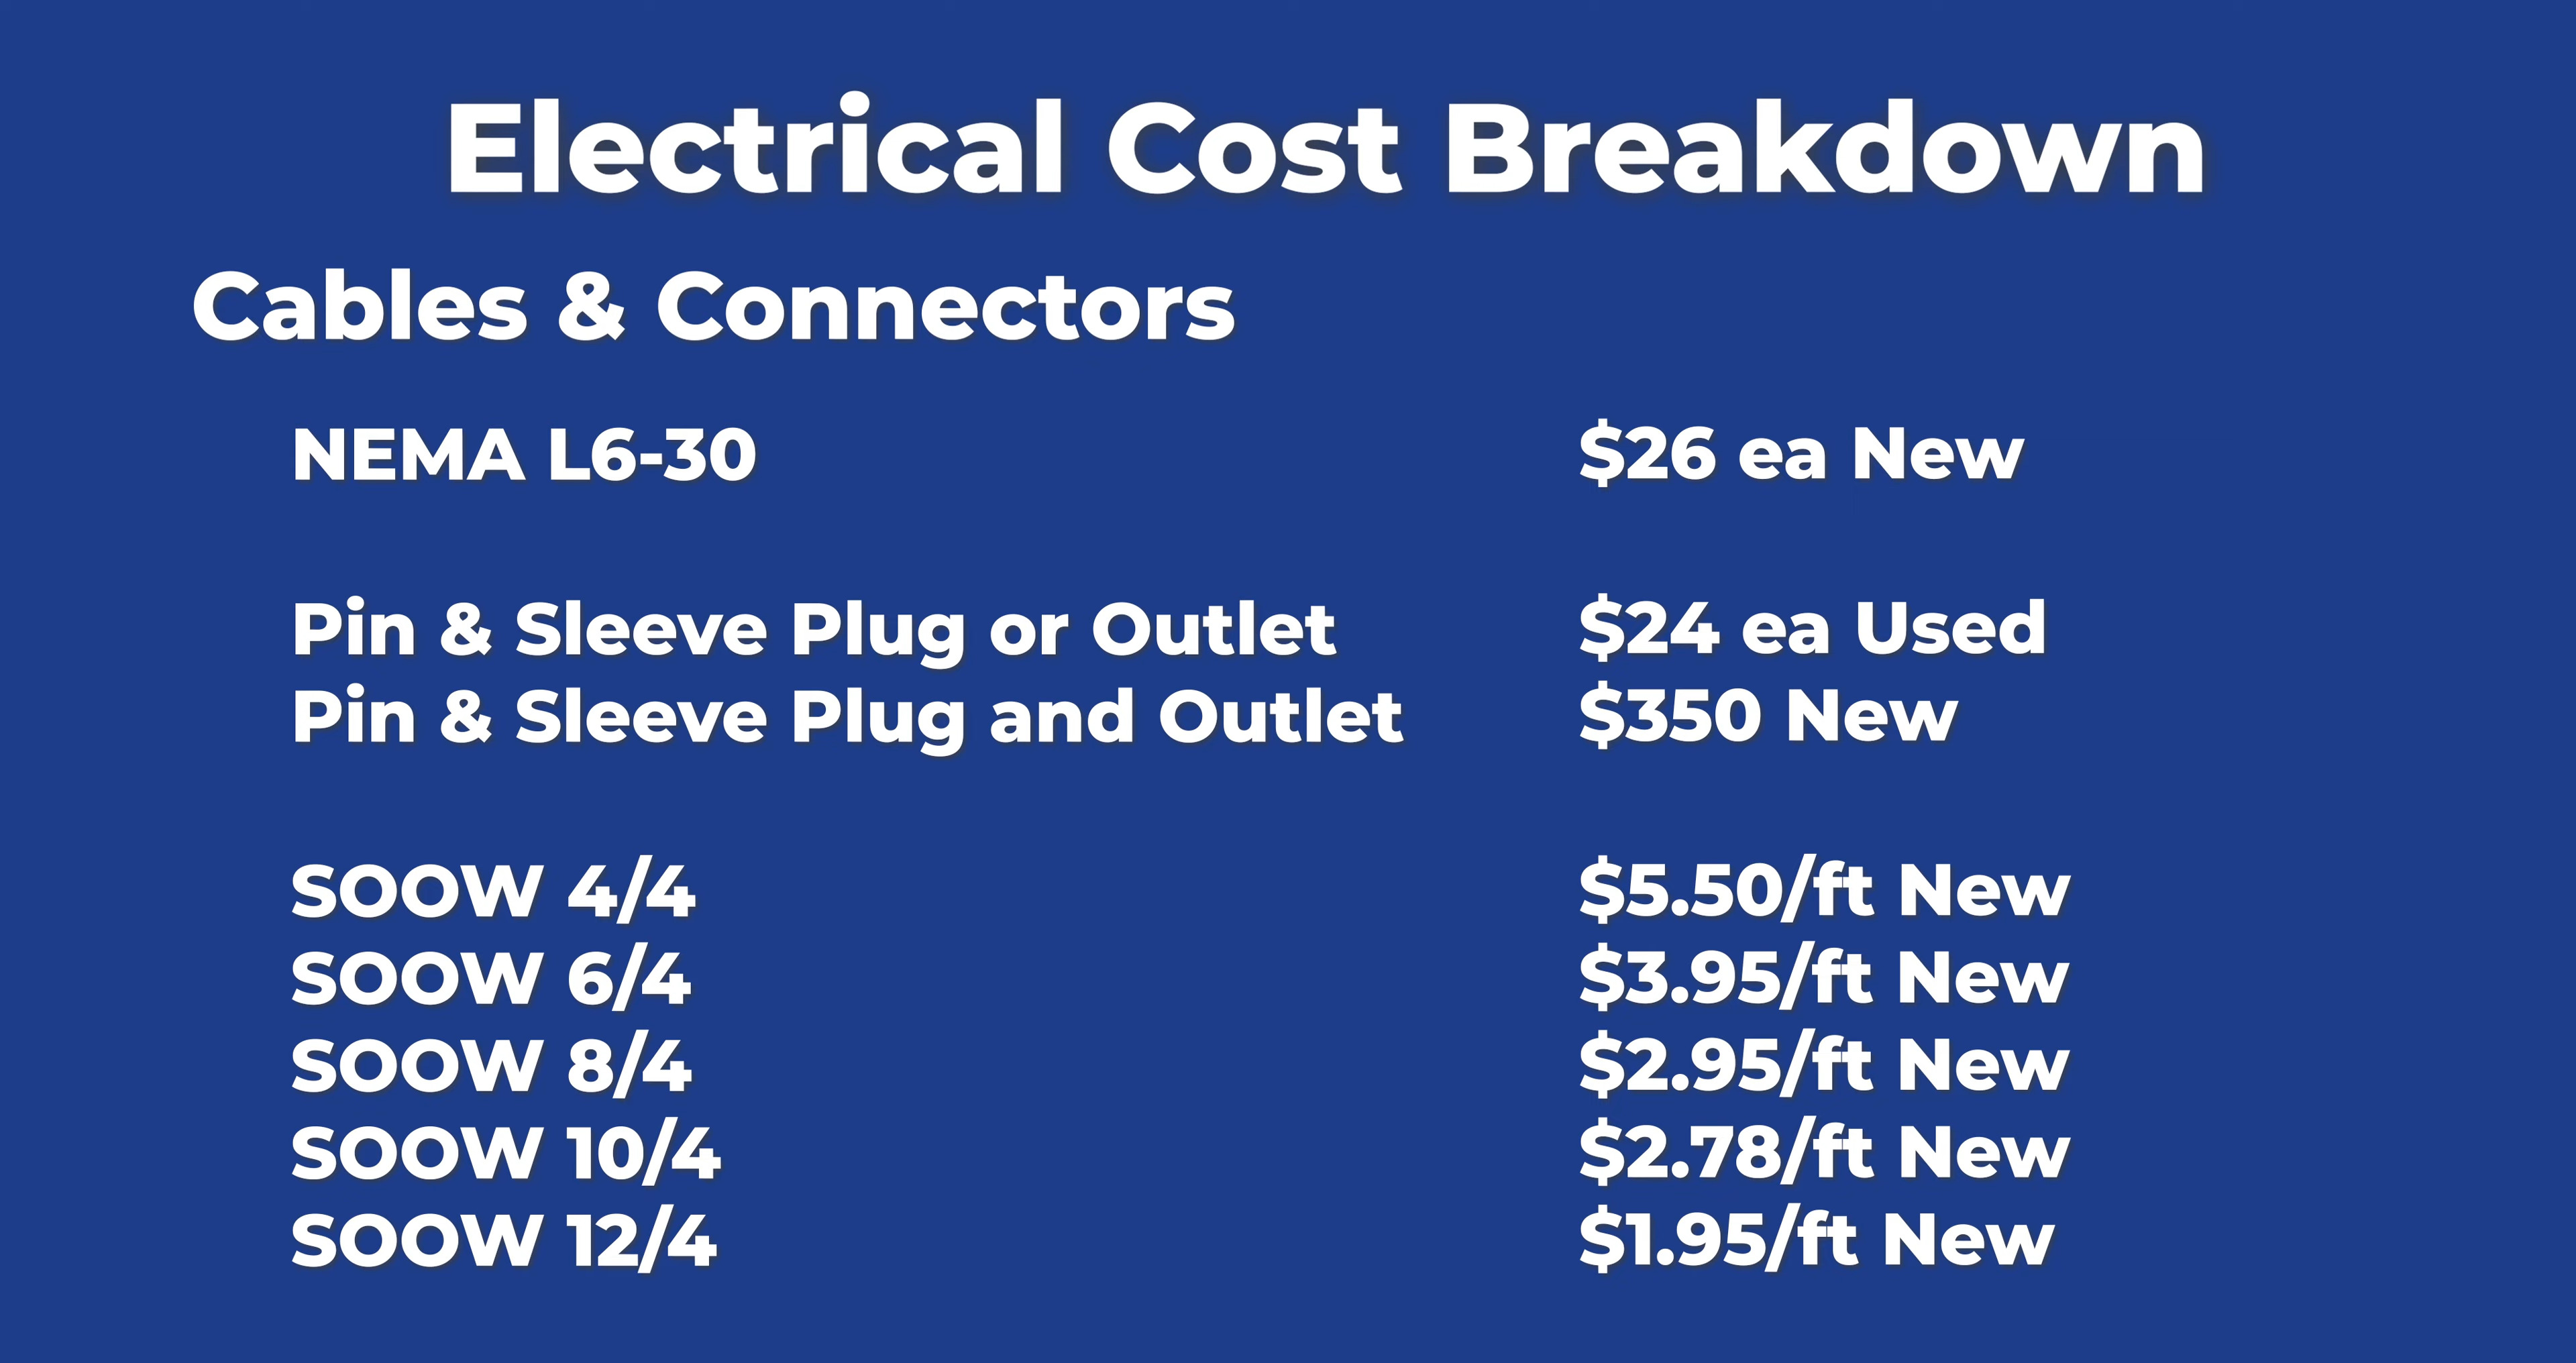 Electrical Cost Breakdown
Cables & Connectors
NEMA L6-30 $26 ea New
Pin & Sleeve Plug or Outlet $24 ea Used
Pin & Sleeve Plug and Outlet $350 New
SOOW 4/4 $5.50/ft New
SOOW 6/4 $3.95/ft New
SOOW 8/4 $2.95/ft New
SOOW 10/4 $2.78/ft New
SOOW 12/4 $1.95/ft New